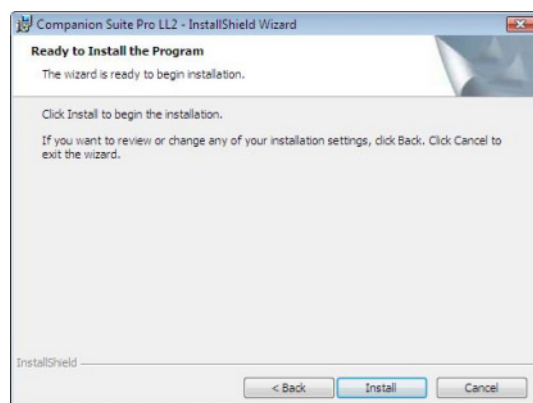 Companion Suite Pro LL2 - InstallShield Wizard
Ready to Install the Program
The wizard is ready to begin installation.
Click Install to begin the installation.
If you want to review or change any of your installation settings, click Back. Click Cancel to
exit the wizard.
InstallShield
< Back
Install
Cancel